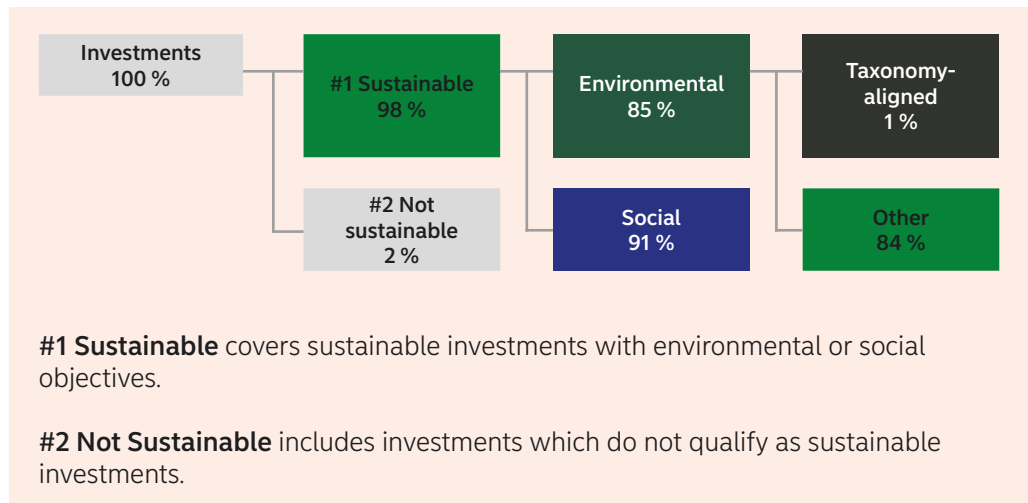 Investments
100 %
#1 Sustainable
98 %
Environmental
85 %
Taxonomy-
aligned
1 %
#2 Not
sustainable
2 %
Social
91 %
Other
84 %
#1 Sustainable covers sustainable investments with environmental or social
objectives.
#2 Not Sustainable includes investments which do not qualify as sustainable
investments.